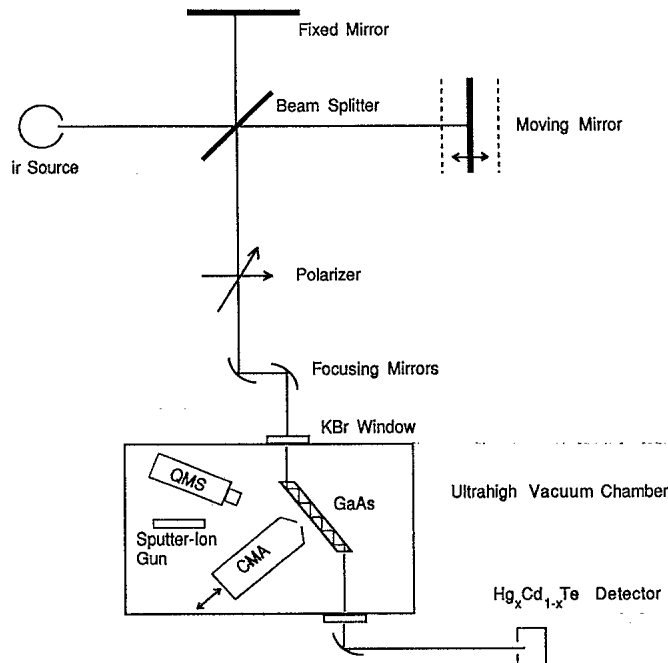 Fixed Mirror
Beam Splitter
Moving Mirror
ir Source
Polarizer
Focusing Mirrors
KBr Window
QMS
GaAs
Ultrahigh Vacuum Chamber
Sputter-Ion
Gun
CMA
HgxCd1-xTe Detector